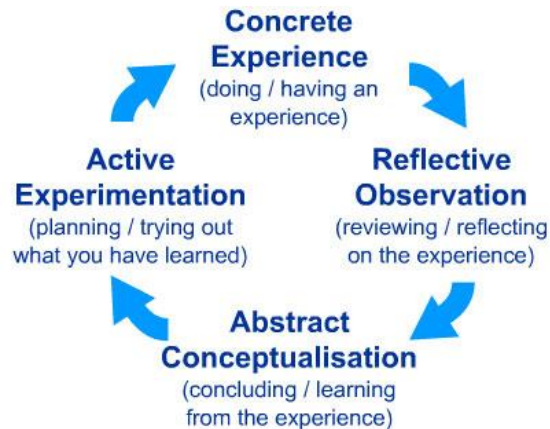 Concrete
Experience
(doing / having an
experience)
Reflective
Observation
(reviewing / reflecting
on the experience)
Abstract
Conceptualisation
(concluding / learning
from the experience)
Active
Experimentation
(planning / trying out
what you have learned)